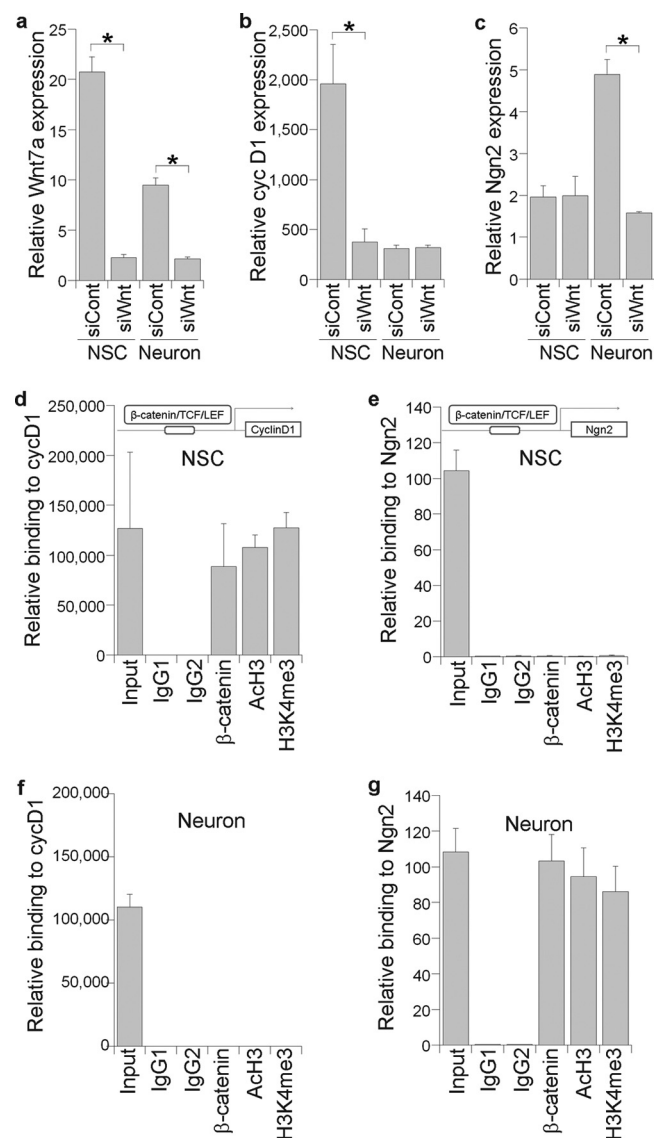 a
Relative Wnt7a expression
25
20
15
10
5
0
*
*
siCont
siWnt
siCont
siWnt
NSC Neuron
b
Relative cyc D1 expression
2,500
2,000
1,500
1,000
500
0
*
siCont
siWnt
siCont
siWnt
NSC Neuron
c
Relative Ngn2 expression
6
5
4
3
2
1
0
*
siCont
siWnt
siCont
siWnt
NSC Neuron
d
Relative binding to cycD1
250,000
200,000
150,000
100,000
50,000
0
β-catenin/TCF/LEF
CyclinD1
NSC
Input
IgG1
IgG2
β-catenin
AcH3
H3K4me3
e
Relative binding to Ngn2
140
120
100
80
60
40
20
0
β-catenin/TCF/LEF
Ngn2
NSC
Input
IgG1
IgG2
β-catenin
AcH3
H3K4me3
f
Relative binding to cycD1
200,000
150,000
100,000
50,000
0
Neuron
Input
IgG1
IgG2
β-catenin
AcH3
H3K4me3
g
Relative binding to Ngn2
140
120
100
80
60
40
20
0
Neuron
Input
IgG1
IgG2
β-catenin
AcH3
H3K4me3